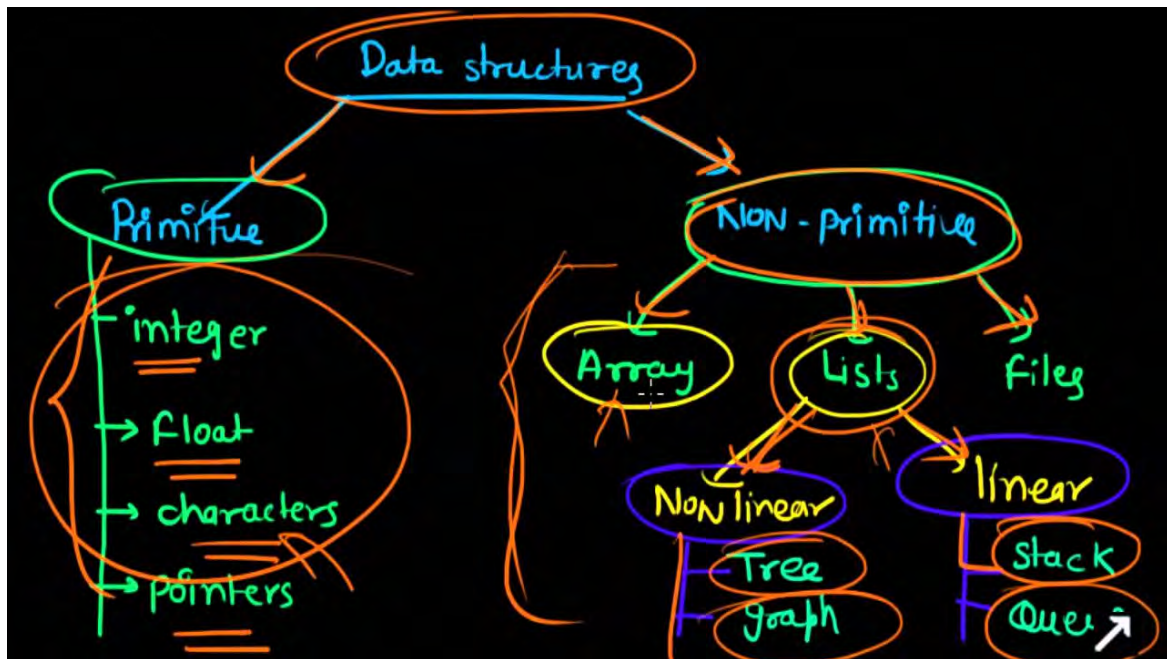 Data structures
Primitive
Non-primitive
integer
float
characters
pointers
Array
Lists
Files
Non linear
linear
Tree
graph
Stack